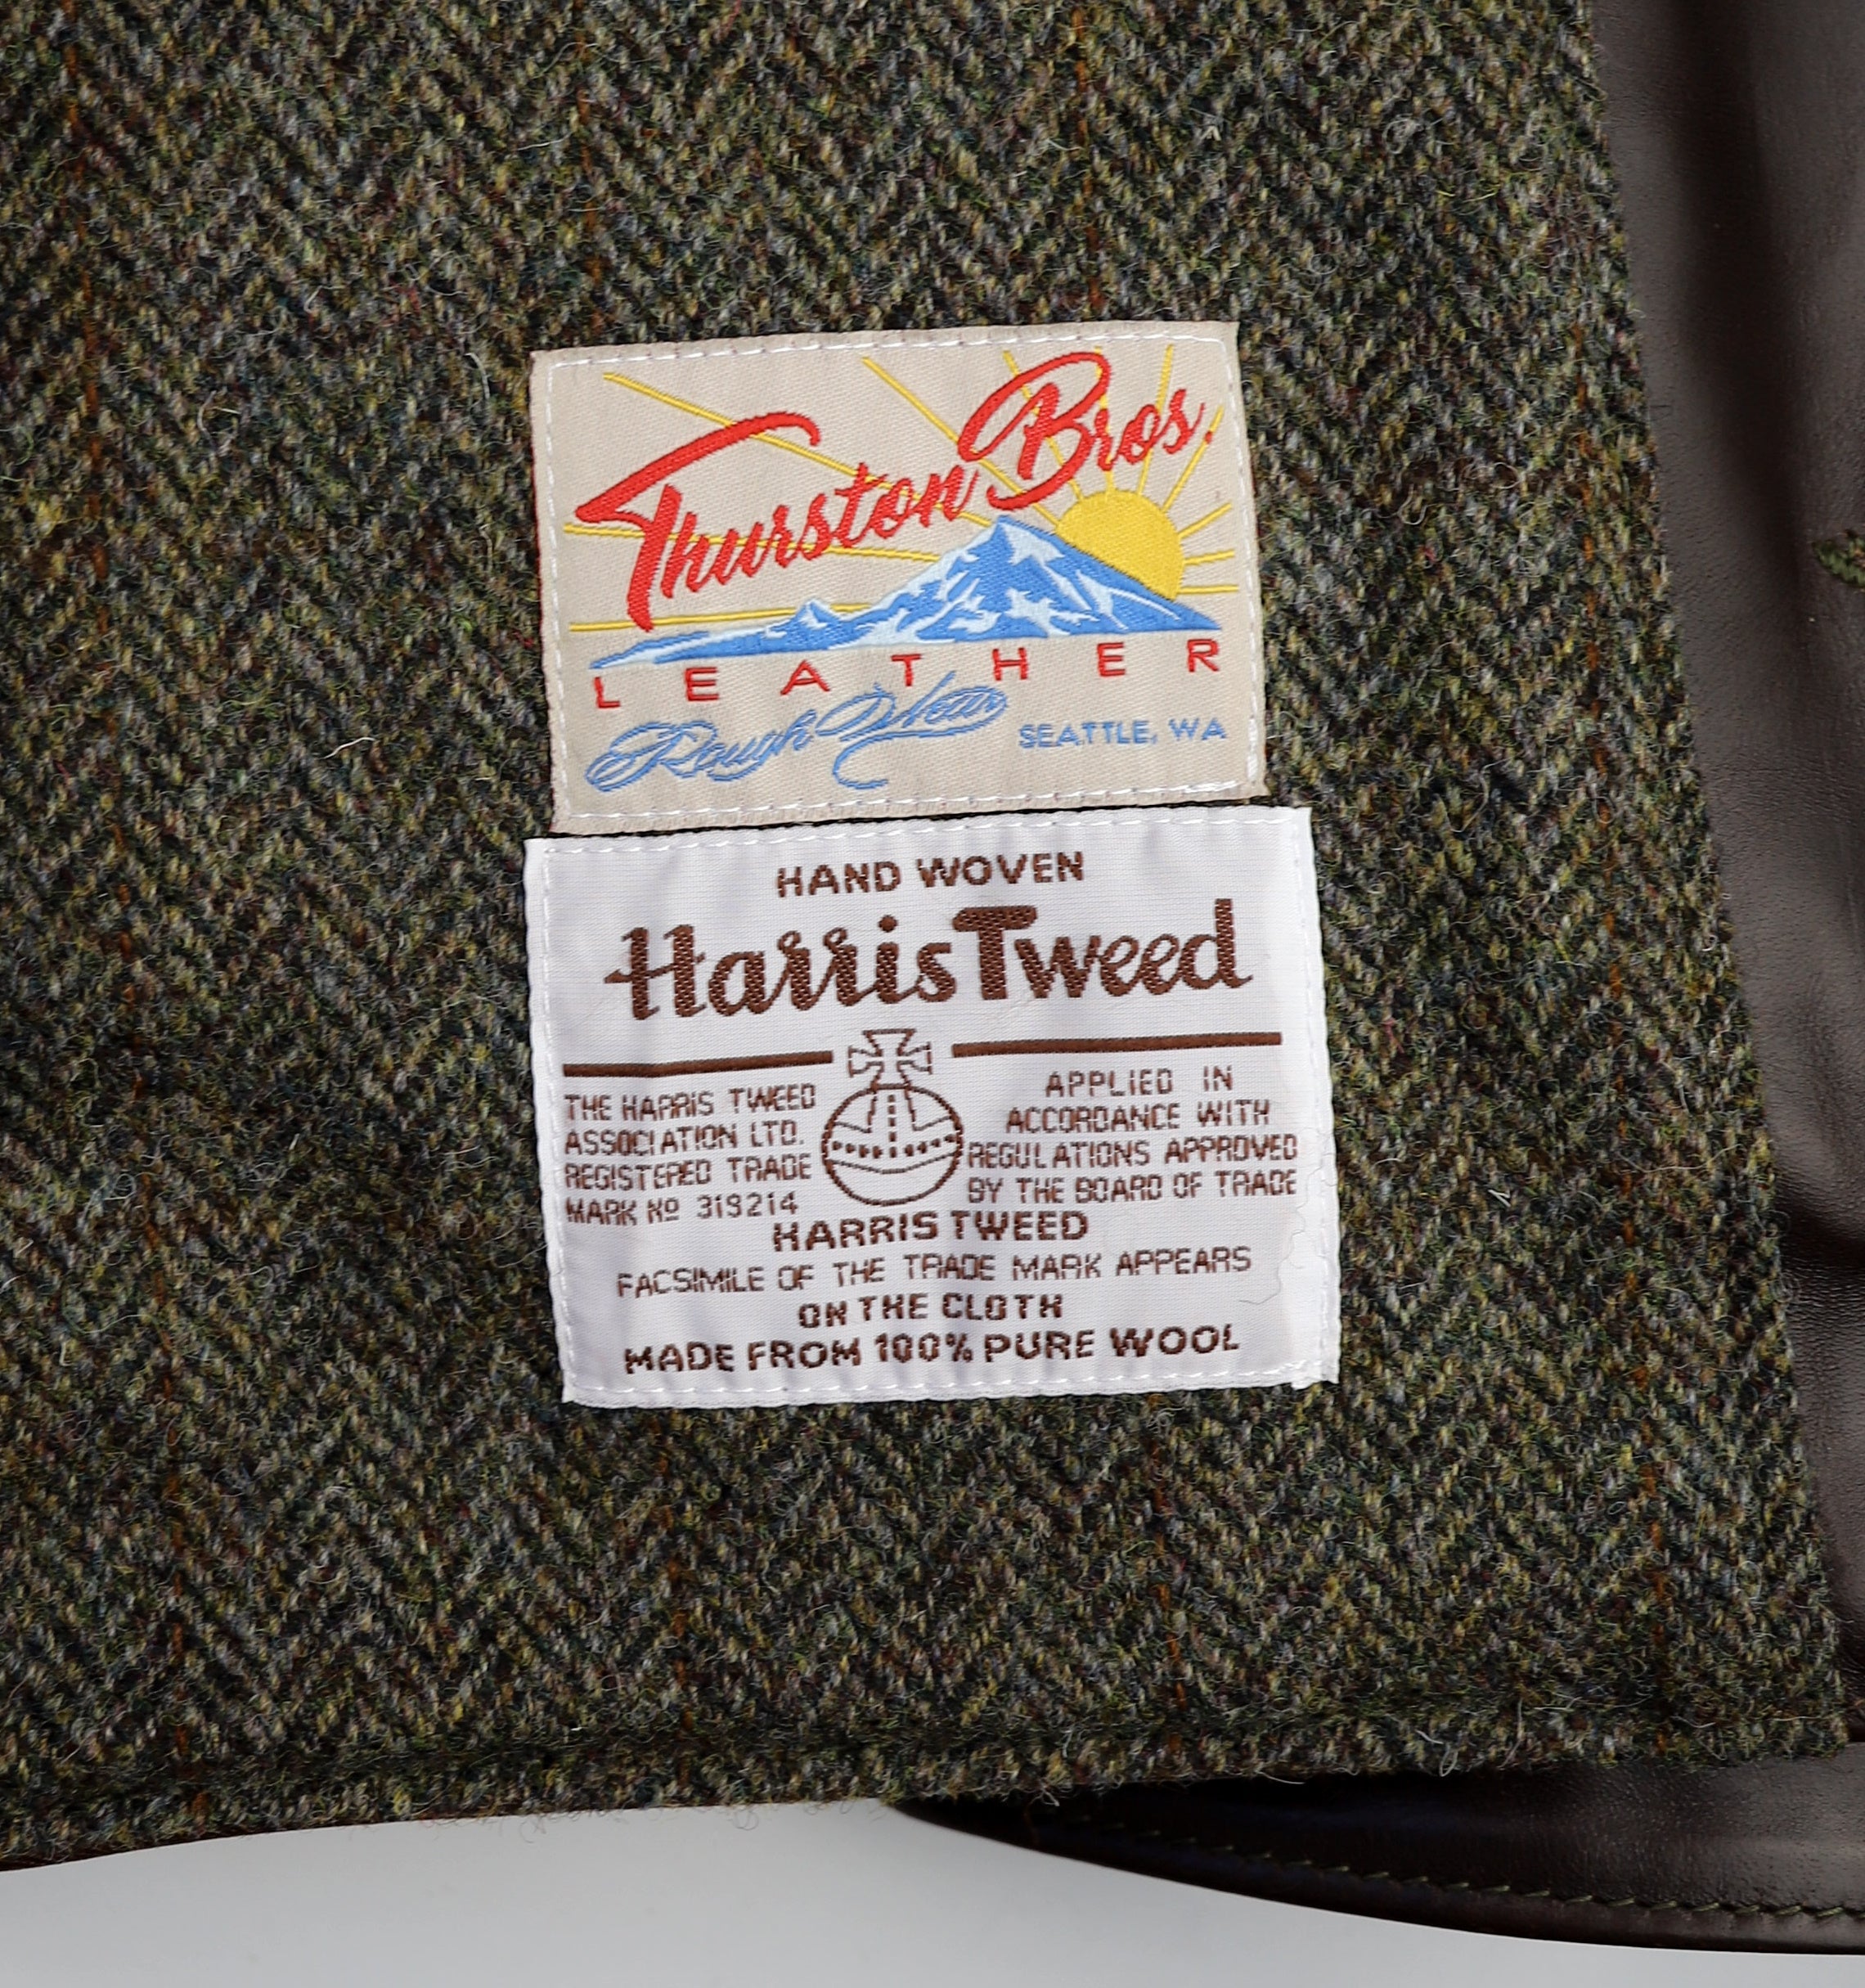 Thurston Bros.
LEATHER
Rough Wear SEATTLE, WA
HAND WOVEN
Harris Tweed
THE HARRIS TWEED
ASSOCIATION LTD.
REGISTERED TRADE
MARK Nº 319214
APPLIED IN
ACCORDANCE WITH
REGULATIONS APPROVED
BY THE BOARD OF TRADE
HARRIS TWEED
FACSIMILE OF THE TRADE MARK APPEARS
ON THE CLOTH
MADE FROM 100% PURE WOOL